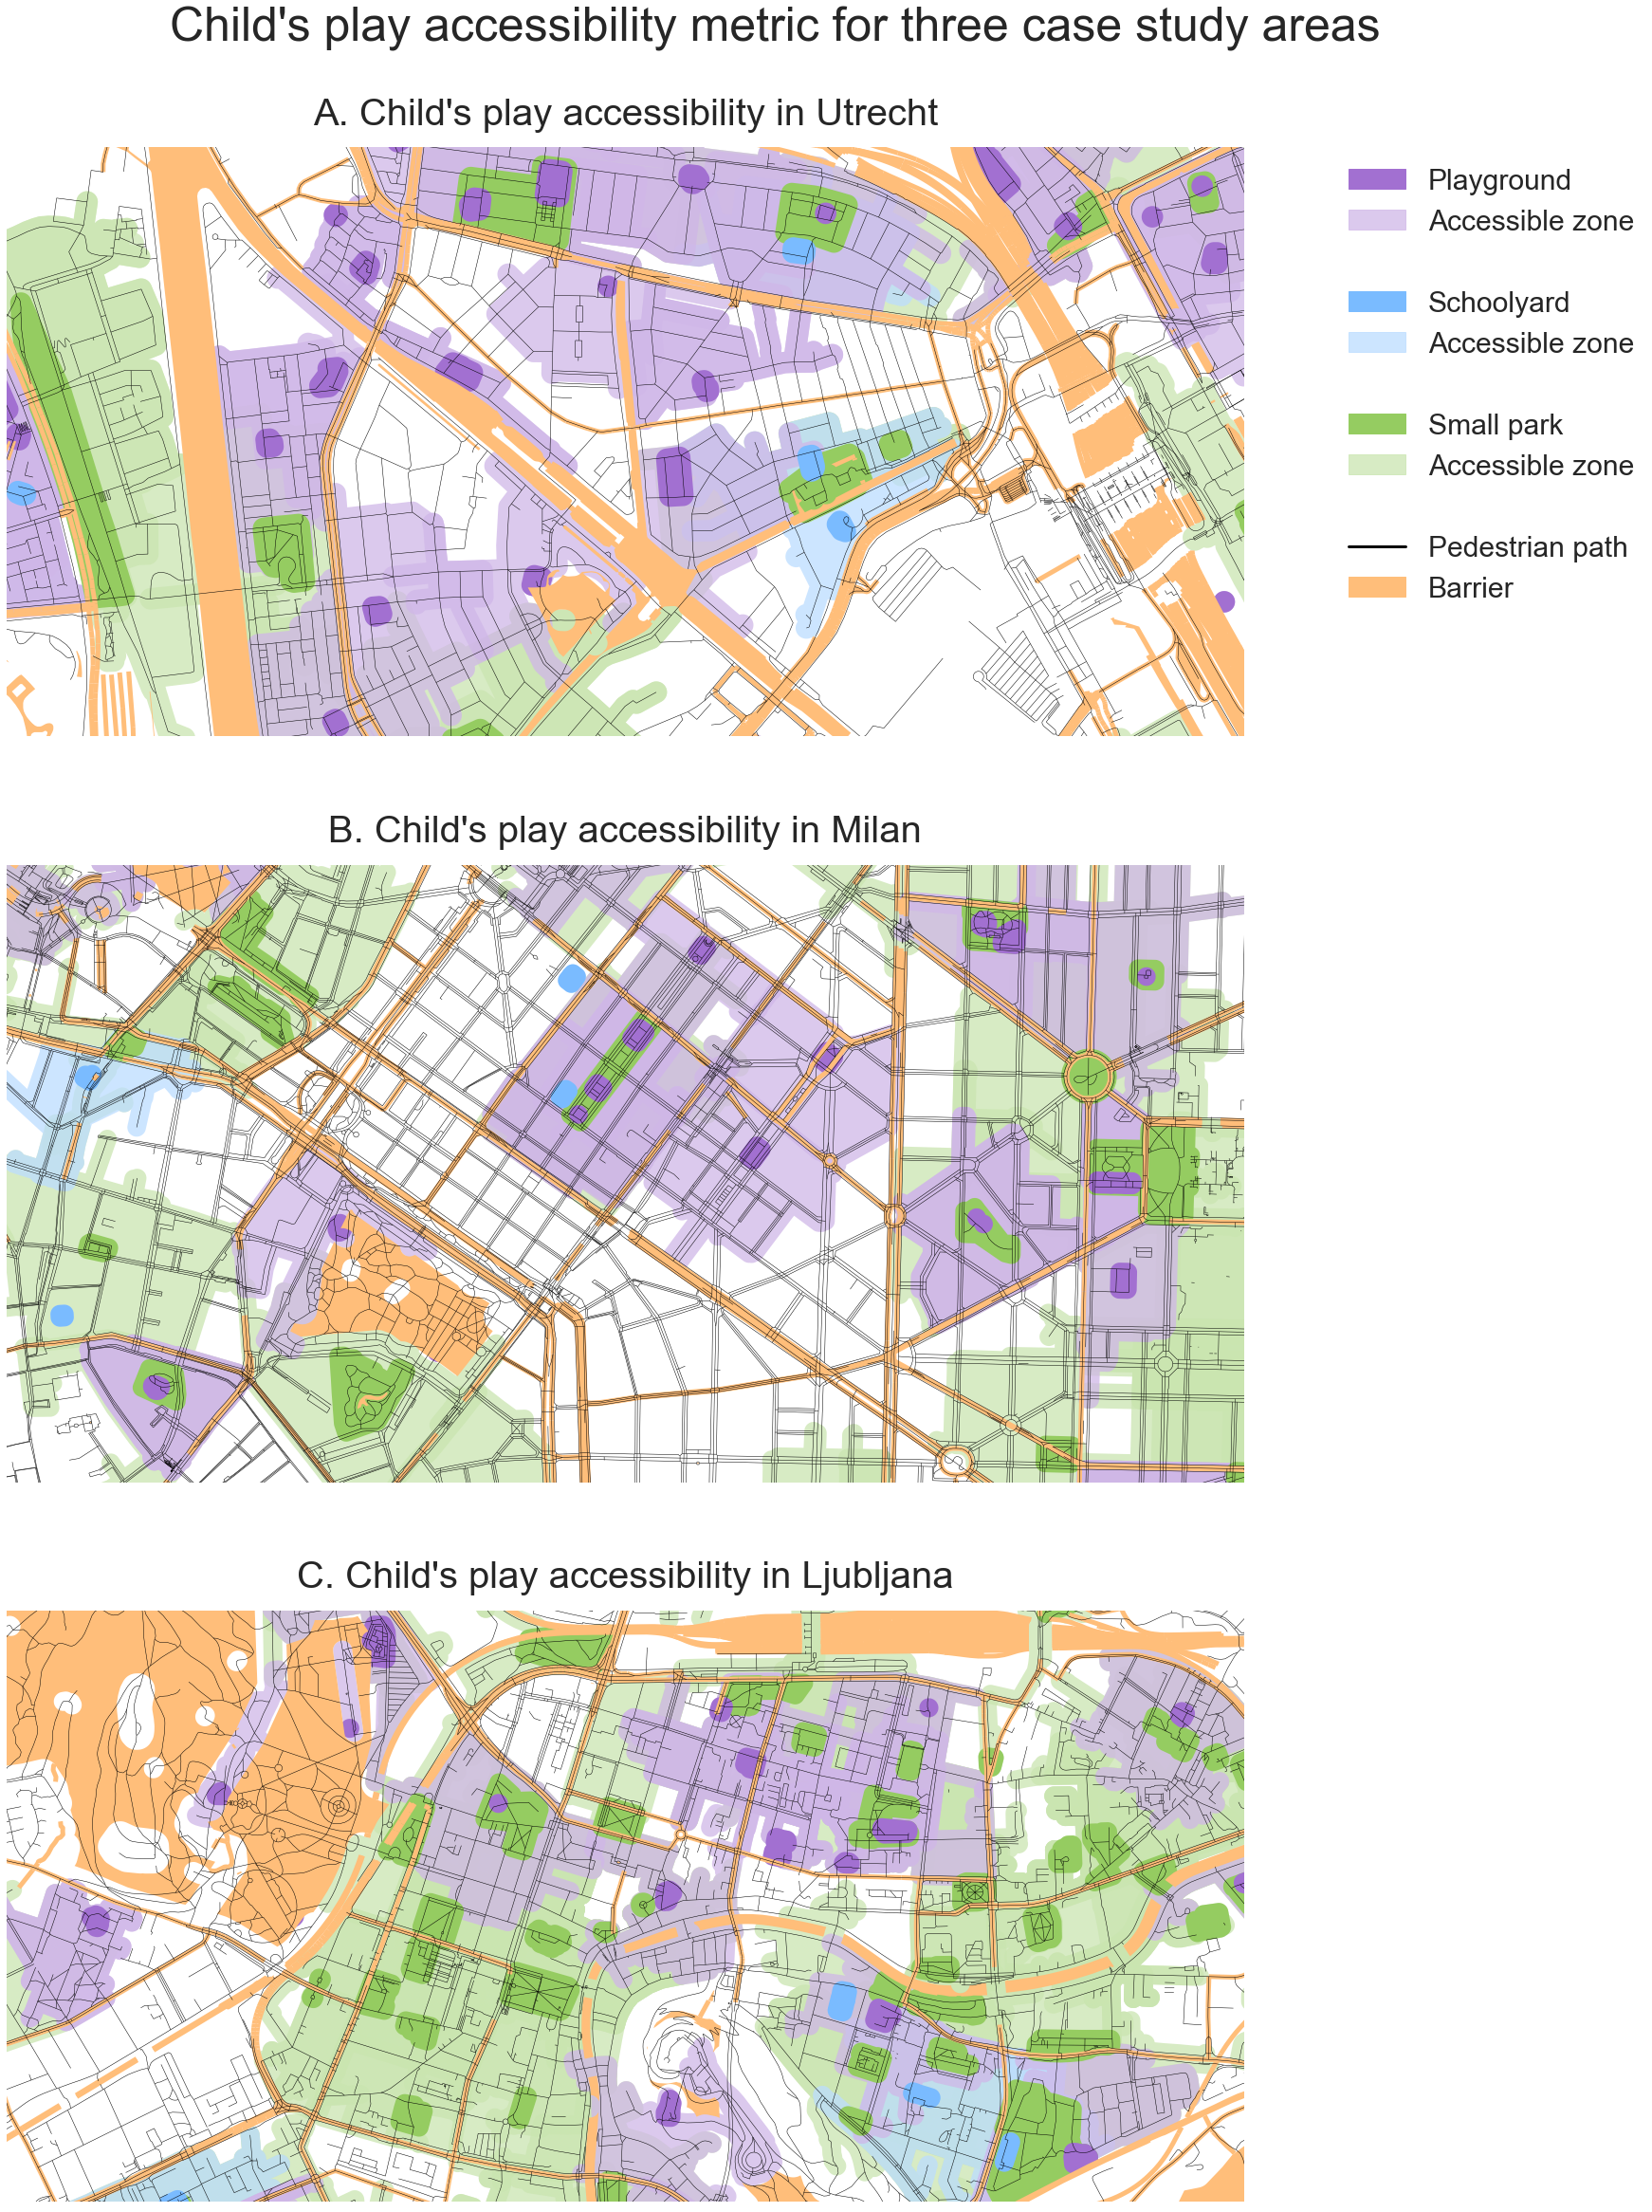 Child's play accessibility metric for three case study areas
A. Child's play accessibility in Utrecht
Playground
Accessible zone
Schoolyard
Accessible zone
Small park
Accessible zone
Pedestrian path
Barrier
B. Child's play accessibility in Milan
C. Child's play accessibility in Ljubljana